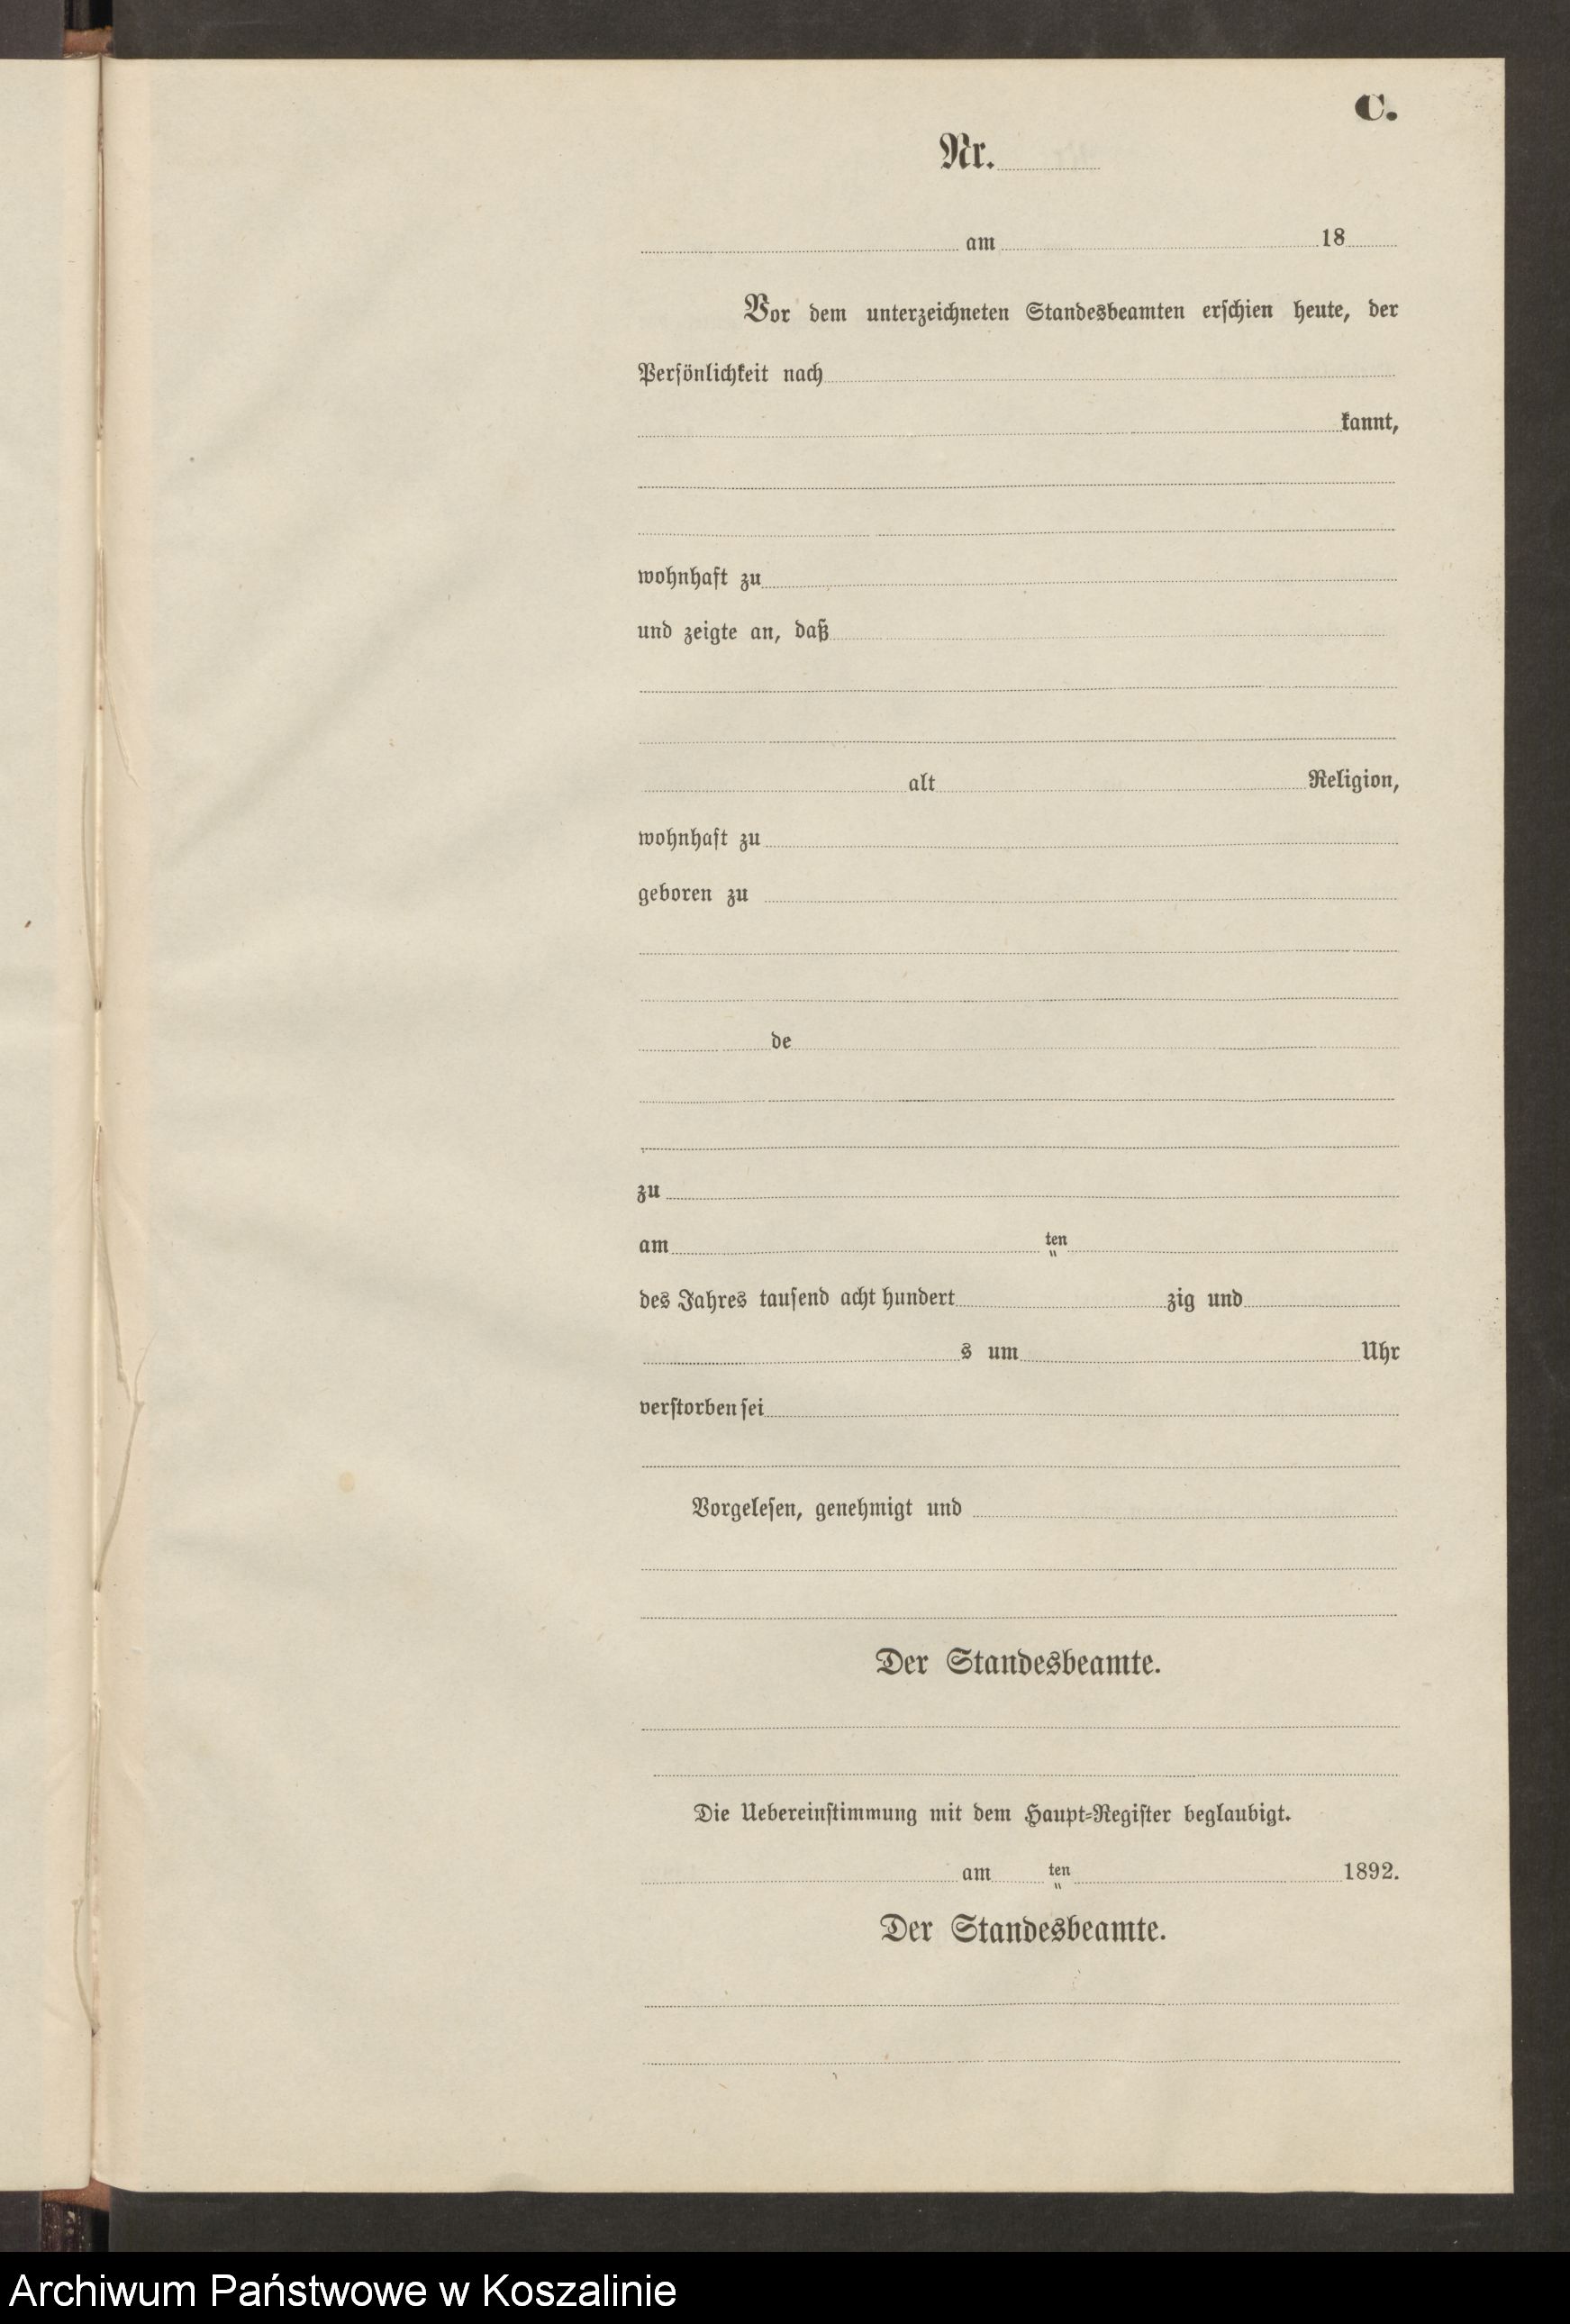 C.
Nr.
am 18
Vor dem unterzeichneten Standesbeamten erschien heute, der
Persönlichkeit nach
kannt,
wohnhaft zu
und zeigte an, daß
alt Religion,
wohnhaft zu
geboren zu
de
zu
am ten
des Jahres tausend acht hundert zig und
s um Uhr
verstorben sei
Vorgelesen, genehmigt und
Der Standesbeamte.
Die Uebereinstimmung mit dem Haupt-Register beglaubigt.
am ten 1892.
Der Standesbeamte.
Archiwum Państwowe w Koszalinie